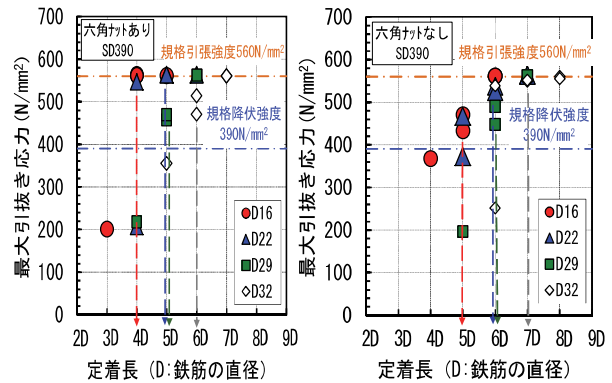 六角ナットあり
SD390
規格引張強度560N/mm²
規格降伏強度
390N/mm²
最大引抜き応力 (N/mm²)
700
600
500
400
300
200
100
0
D16
D22
D29
D32
2D 3D 4D 5D 6D 7D 8D 9D
定着長 (D:鉄筋の直径)
六角ナットなし
SD390
規格引張強度560N/mm²
規格降伏強度
390N/mm²
最大引抜き応力 (N/mm²)
700
600
500
400
300
200
100
0
D16
D22
D29
D32
2D 3D 4D 5D 6D 7D 8D 9D
定着長 (D:鉄筋の直径)